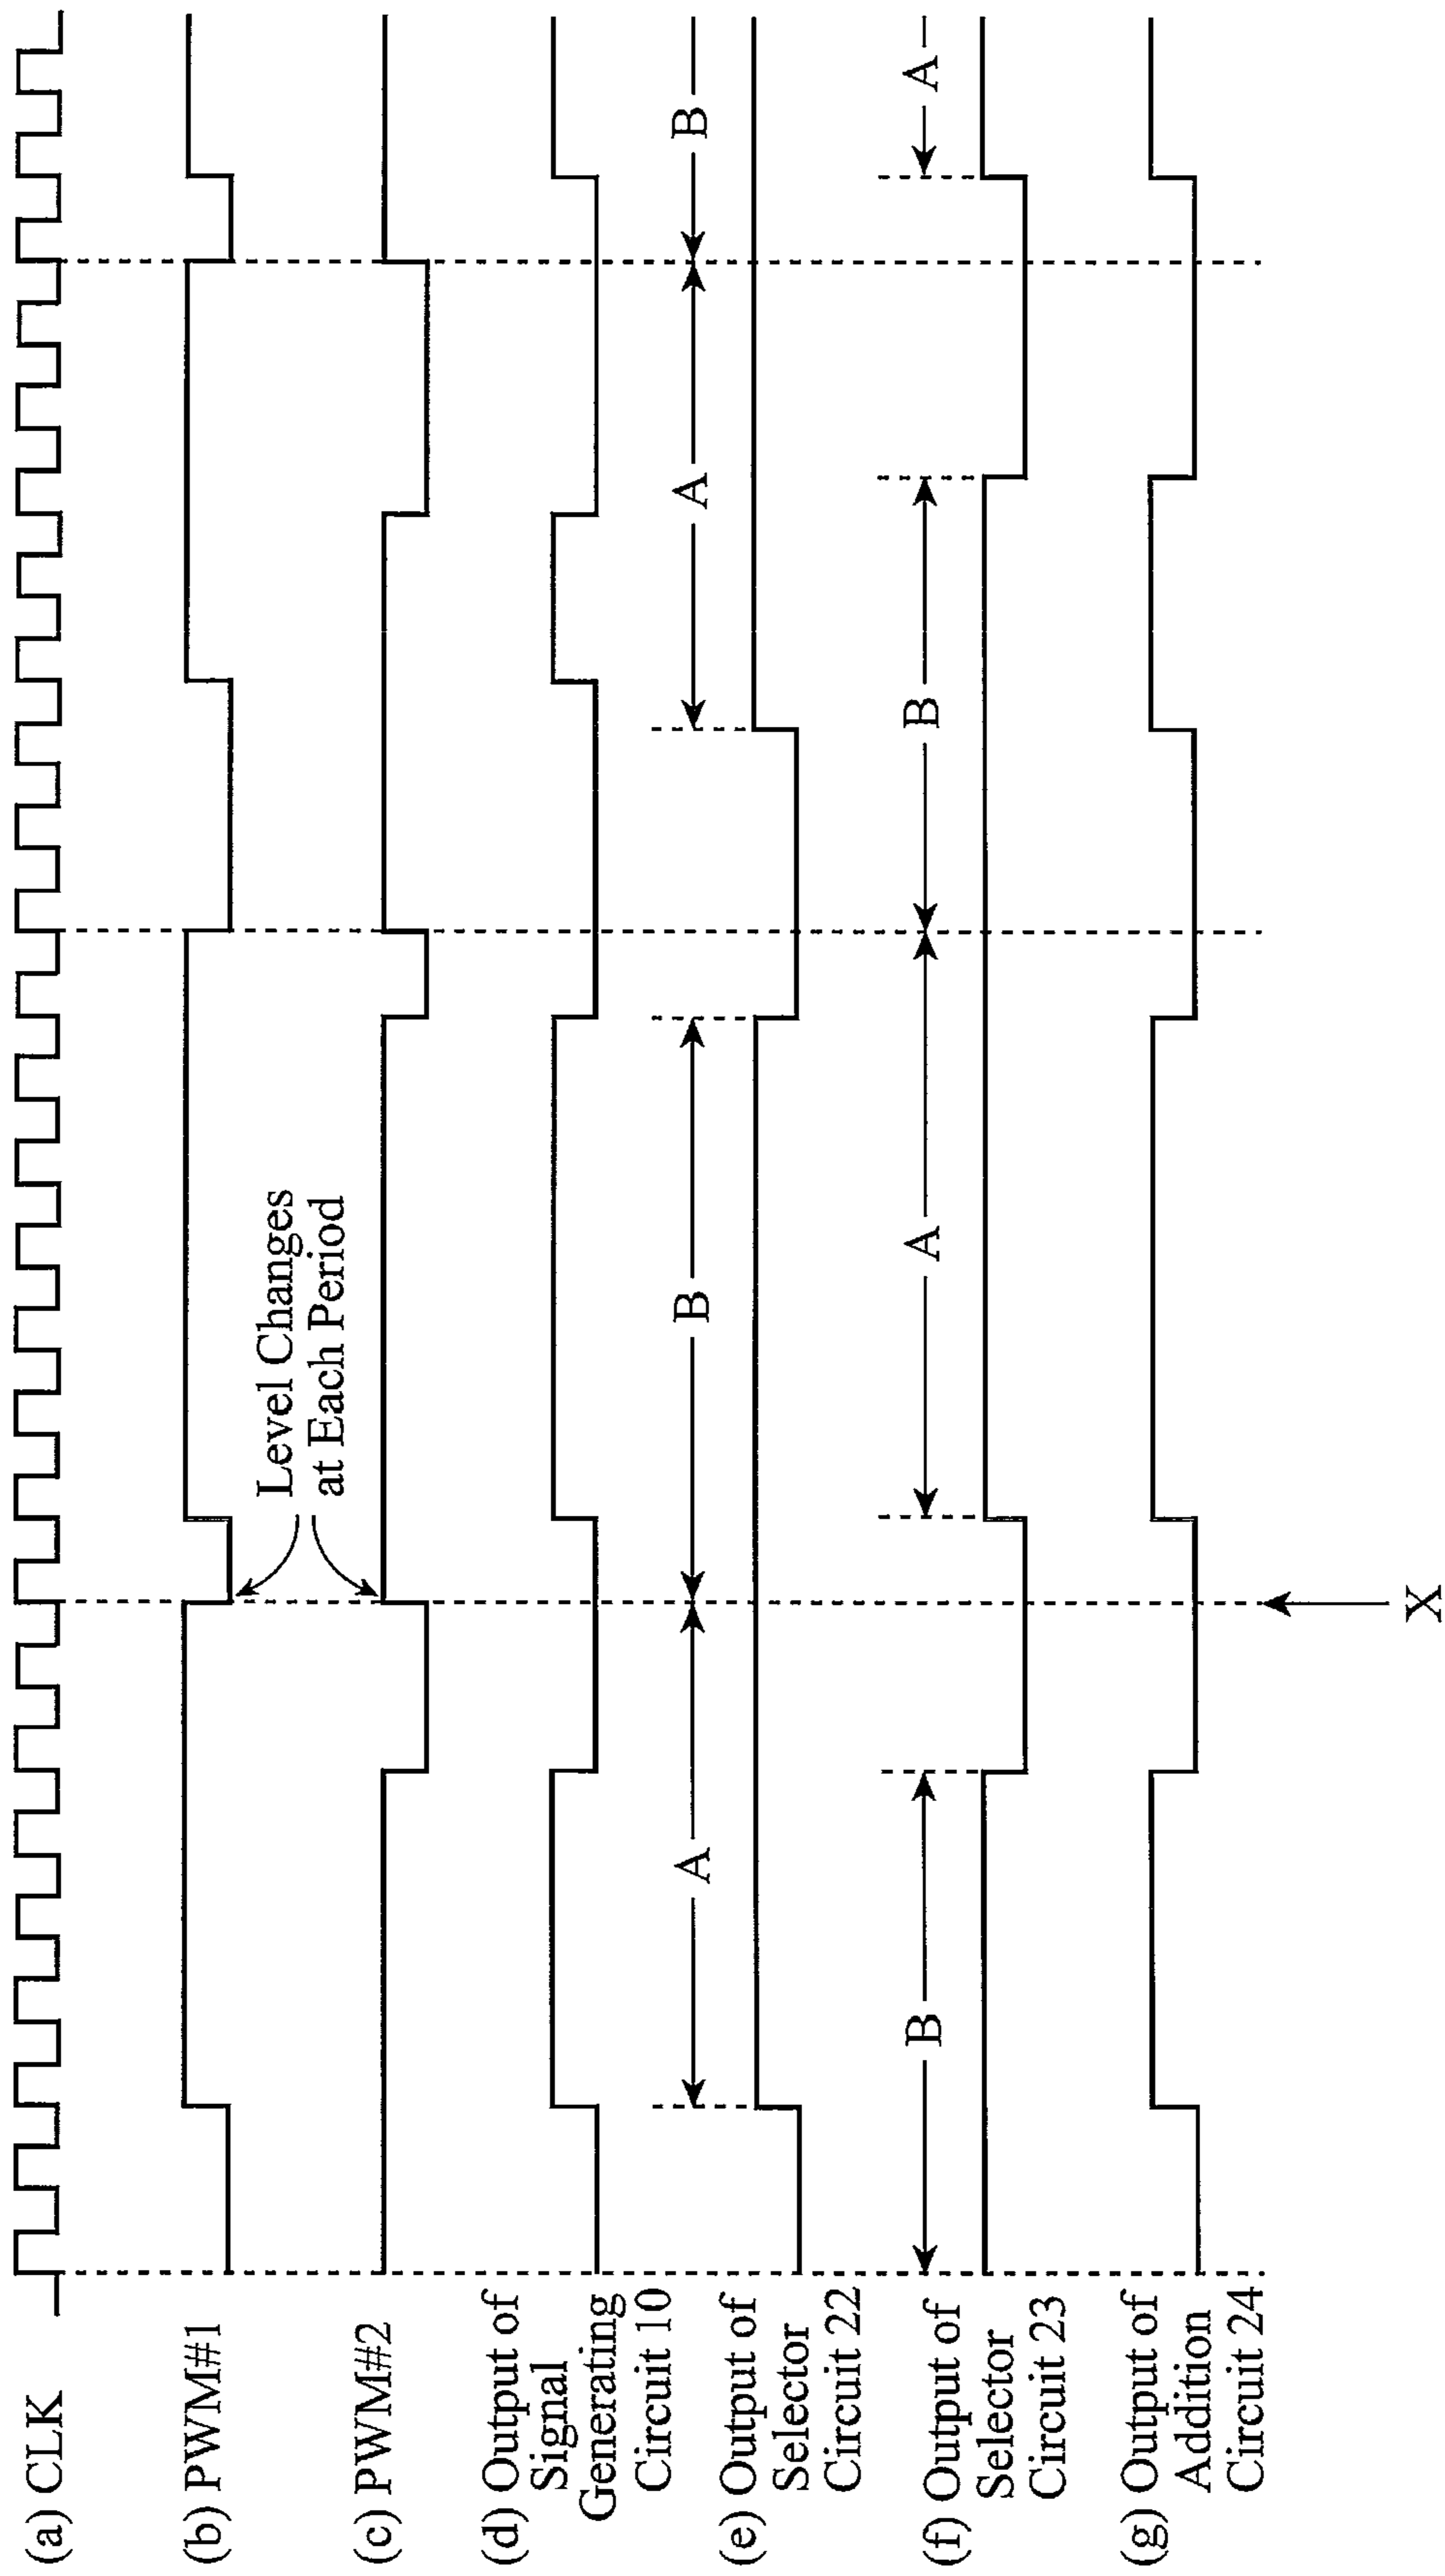 (a) CLK
(b) PWM#1
Level Changes
at Each Period
(c) PWM#2
(d) Output of
Signal
Generating
Circuit 10
A
B
A
B
(e) Output of
Selector
Circuit 22
B
A
B
A
(f) Output of
Selector
Circuit 23
(g) Output of
Addition
Circuit 24
X